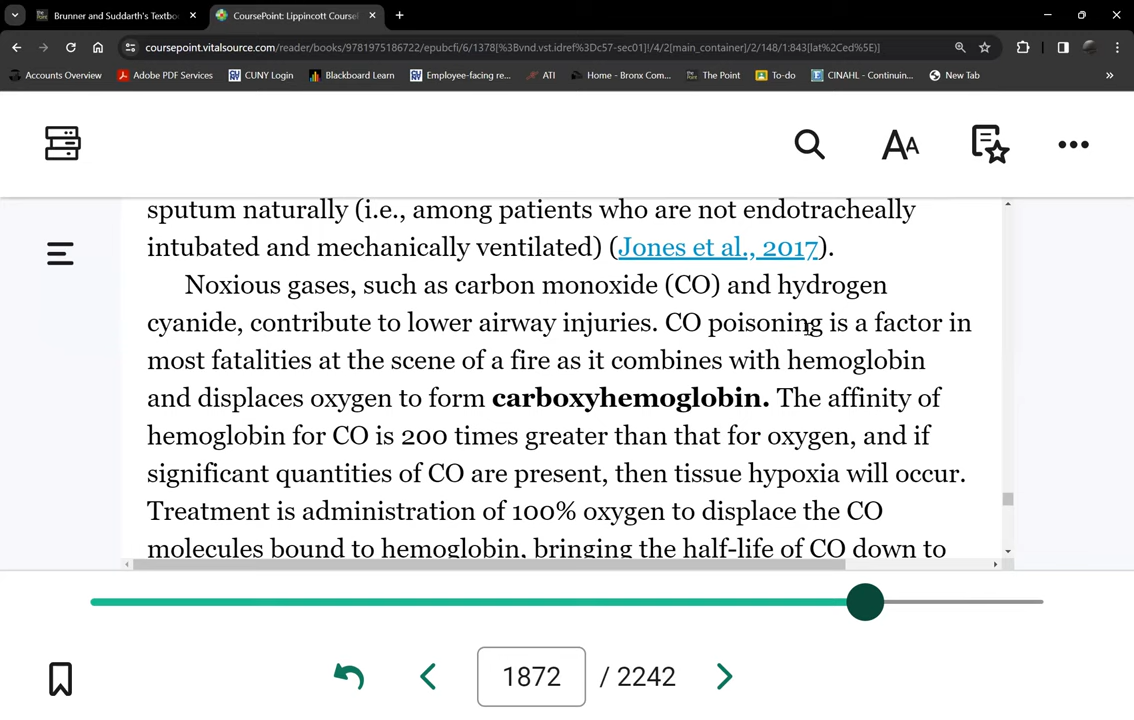 Brunner and Suddarth's Textbo
CoursePoint: Lippincott Course
coursepoint.vitalsource.com/reader/books/9781975186722/epubcfi/6/1378[%3Bvnd.vst.idref%3Dc57-sec01]!/4/2[main_container]/2/148/1:843[lat%2Ced%5E]
Accounts Overview
Adobe PDF Services
CUNY Login
Blackboard Learn
Employee-facing re...
ATI
Home - Bronx Com...
The Point
To-do
CINAHL - Continuin...
New Tab
AA
sputum naturally (i.e., among patients who are not endotracheally
intubated and mechanically ventilated) (Jones et al., 2017).
Noxious gases, such as carbon monoxide (CO) and hydrogen
cyanide, contribute to lower airway injuries. CO poisoning is a factor in
most fatalities at the scene of a fire as it combines with hemoglobin
and displaces oxygen to form carboxyhemoglobin. The affinity of
hemoglobin for CO is 200 times greater than that for oxygen, and if
significant quantities of CO are present, then tissue hypoxia will occur.
Treatment is administration of 100% oxygen to displace the CO
molecules bound to hemoglobin, bringing the half-life of CO down to
1872 / 2242